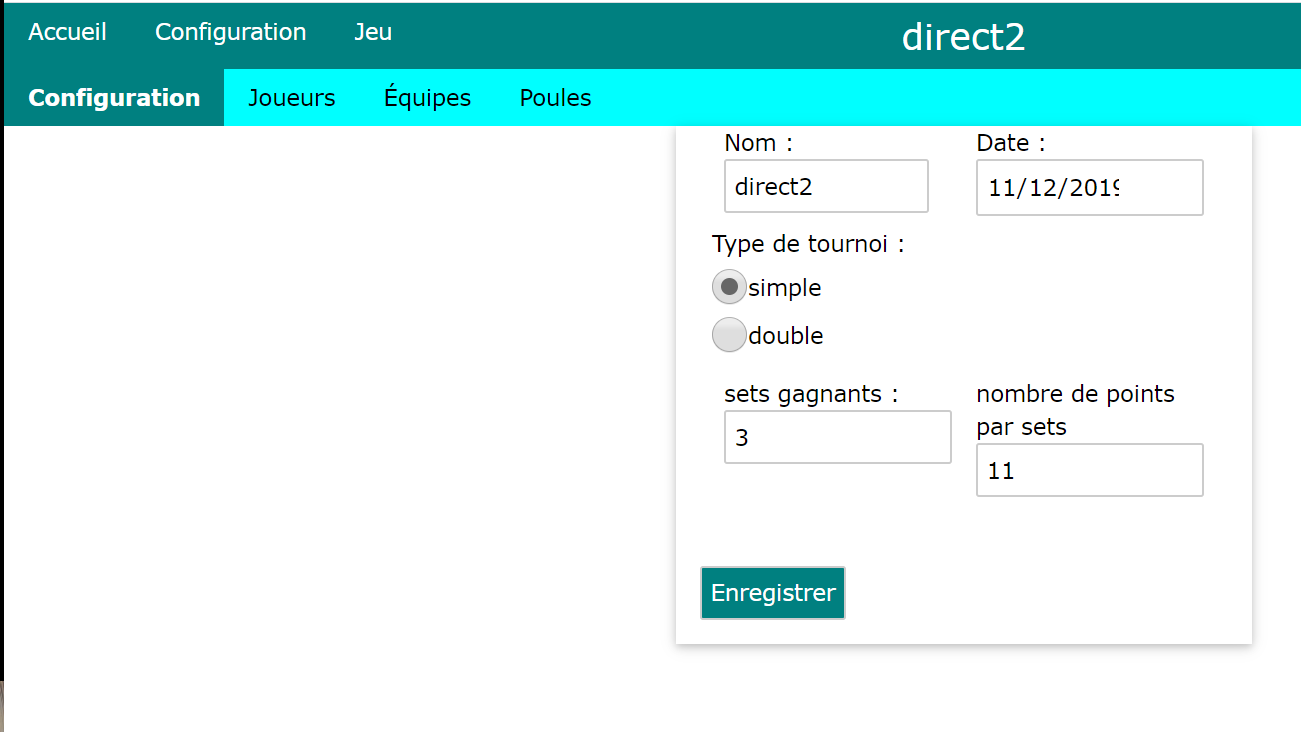 Accueil Configuration Jeu direct2
Configuration Joueurs Équipes Poules
Nom : Date :
direct2 11/12/2019
Type de tournoi :
simple
double
sets gagnants : nombre de points
par sets
3 11
Enregistrer